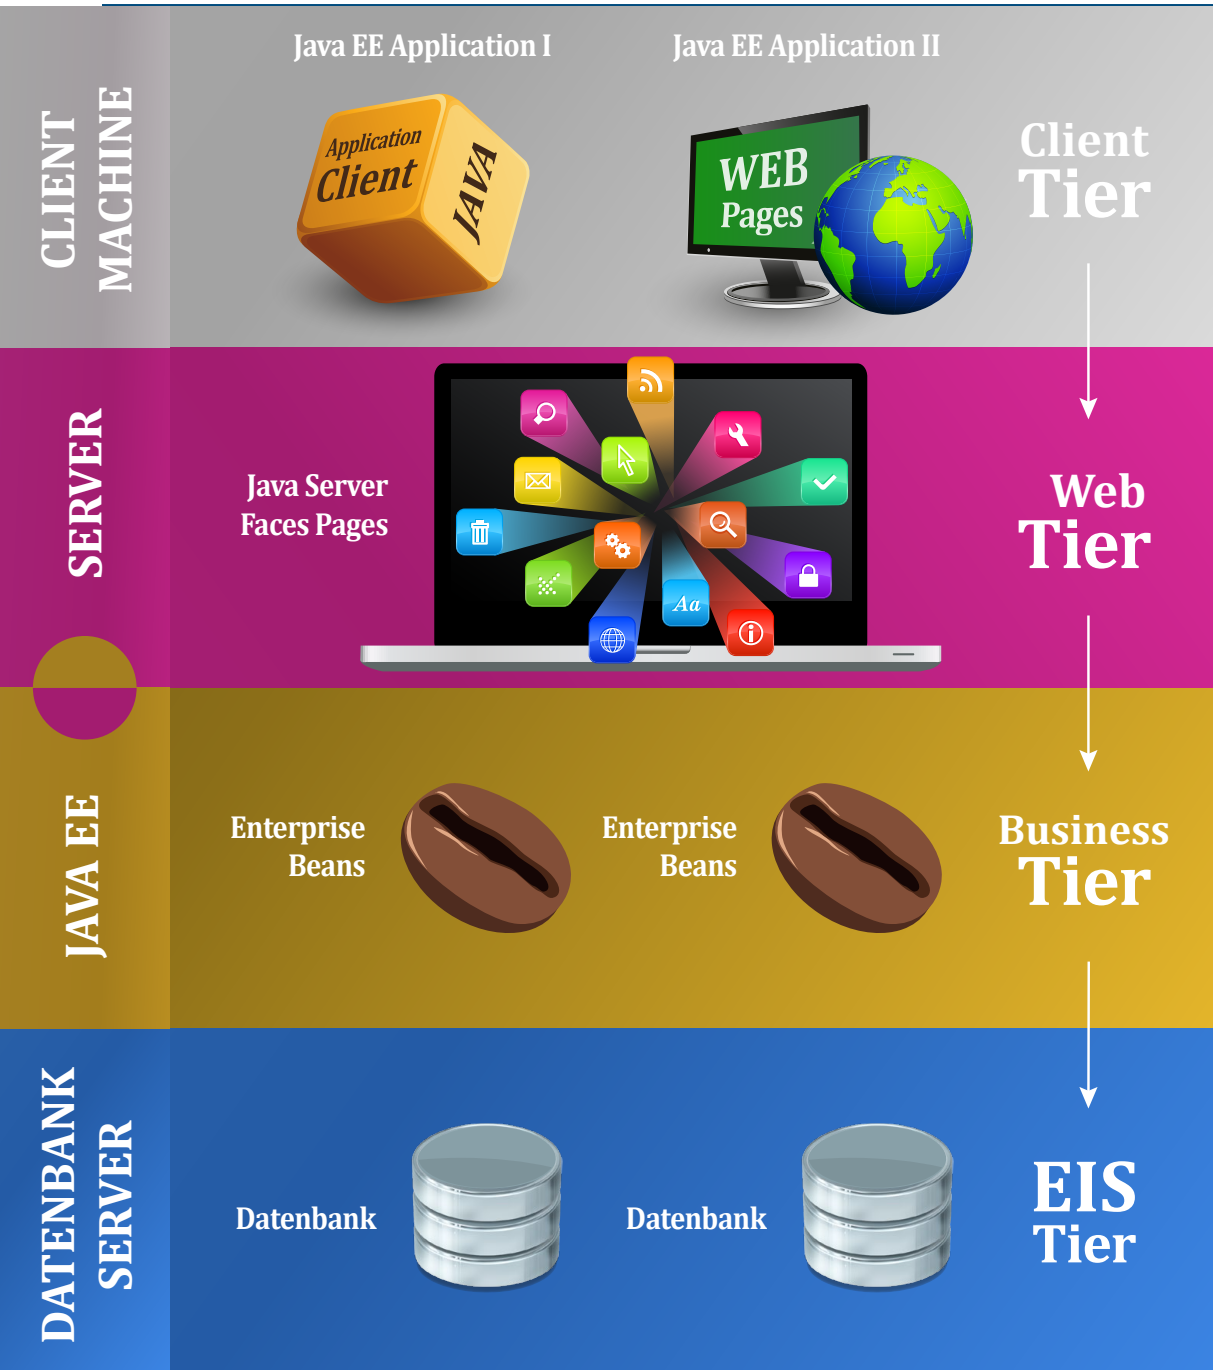 Java EE Application I
Java EE Application II
CLIENT
MACHINE
Application
Client
JAVA
WEB
Pages
Client
Tier
SERVER
Java Server
Faces Pages
Aa
Web
Tier
JAVA EE
Enterprise
Beans
Enterprise
Beans
Business
Tier
DATENBANK
SERVER
Datenbank
Datenbank
EIS
Tier